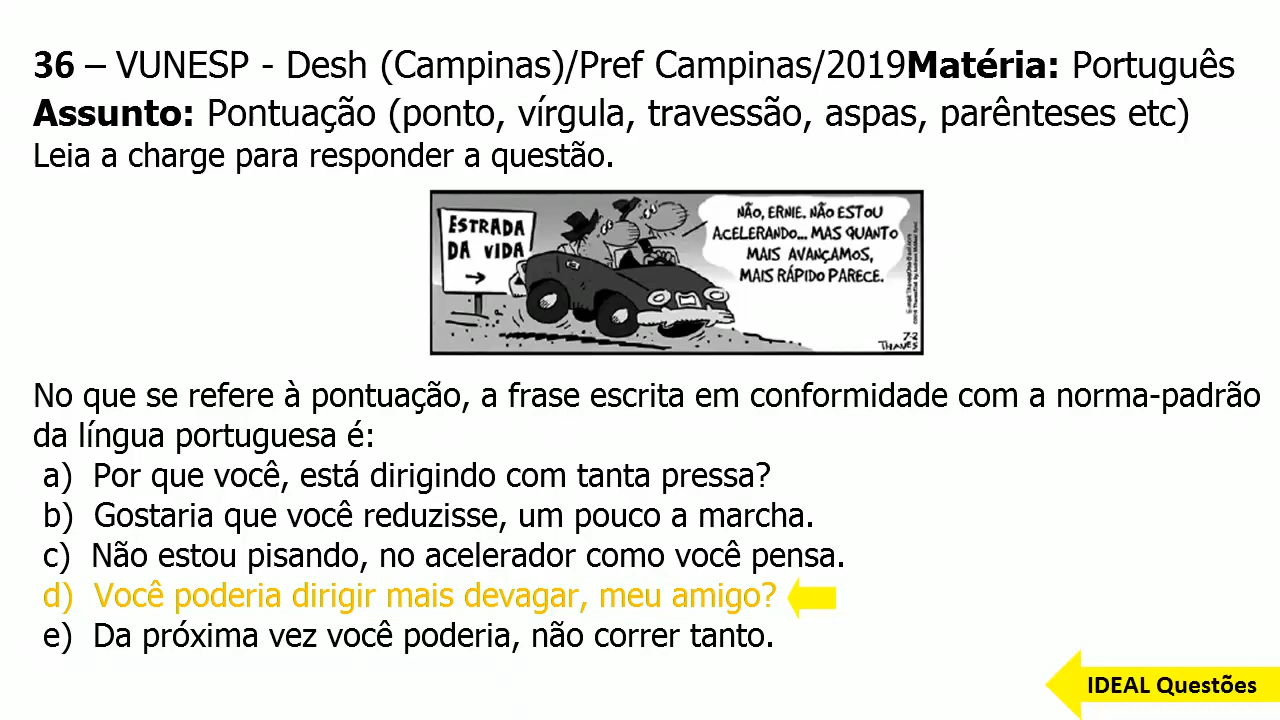 36 – VUNESP - Desh (Campinas)/Pref Campinas/2019Matéria: Português
Assunto: Pontuação (ponto, vírgula, travessão, aspas, parênteses etc)
Leia a charge para responder a questão.
ESTRADA
DA VIDA
NÃO, ERNIE. NÃO ESTOU
ACELERANDO... MAS QUANTO
MAIS AVANÇAMOS,
MAIS RÁPIDO PARECE.
7-2
THAVES
No que se refere à pontuação, a frase escrita em conformidade com a norma-padrão
da língua portuguesa é:
a) Por que você, está dirigindo com tanta pressa?
b) Gostaria que você reduzisse, um pouco a marcha.
c) Não estou pisando, no acelerador como você pensa.
d) Você poderia dirigir mais devagar, meu amigo?
e) Da próxima vez você poderia, não correr tanto.
IDEAL Questões